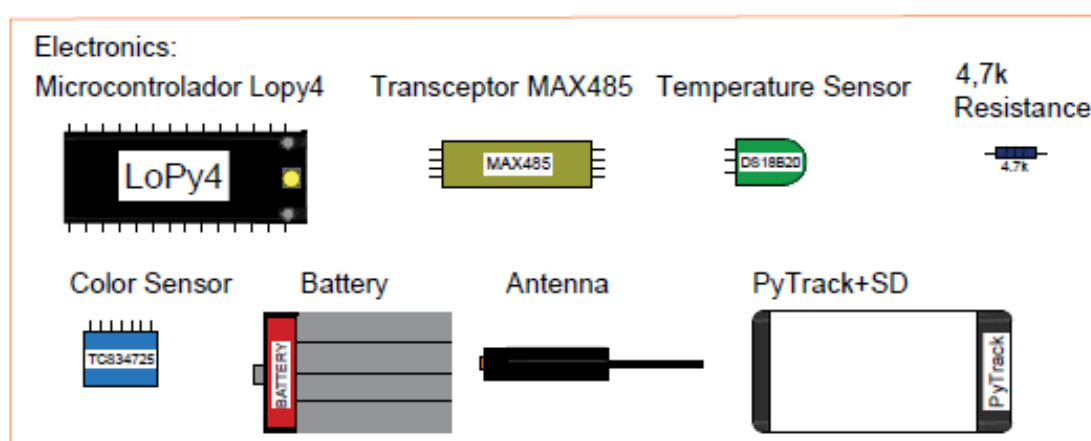 Electronics:
Microcontrolador Lopy4
Transceptor MAX485
Temperature Sensor
4,7k
Resistance
LoPy4
MAX485
DS18B20
4.7k
Color Sensor
Battery
Antenna
PyTrack+SD
TCS34725
BATTERY
PyTrack